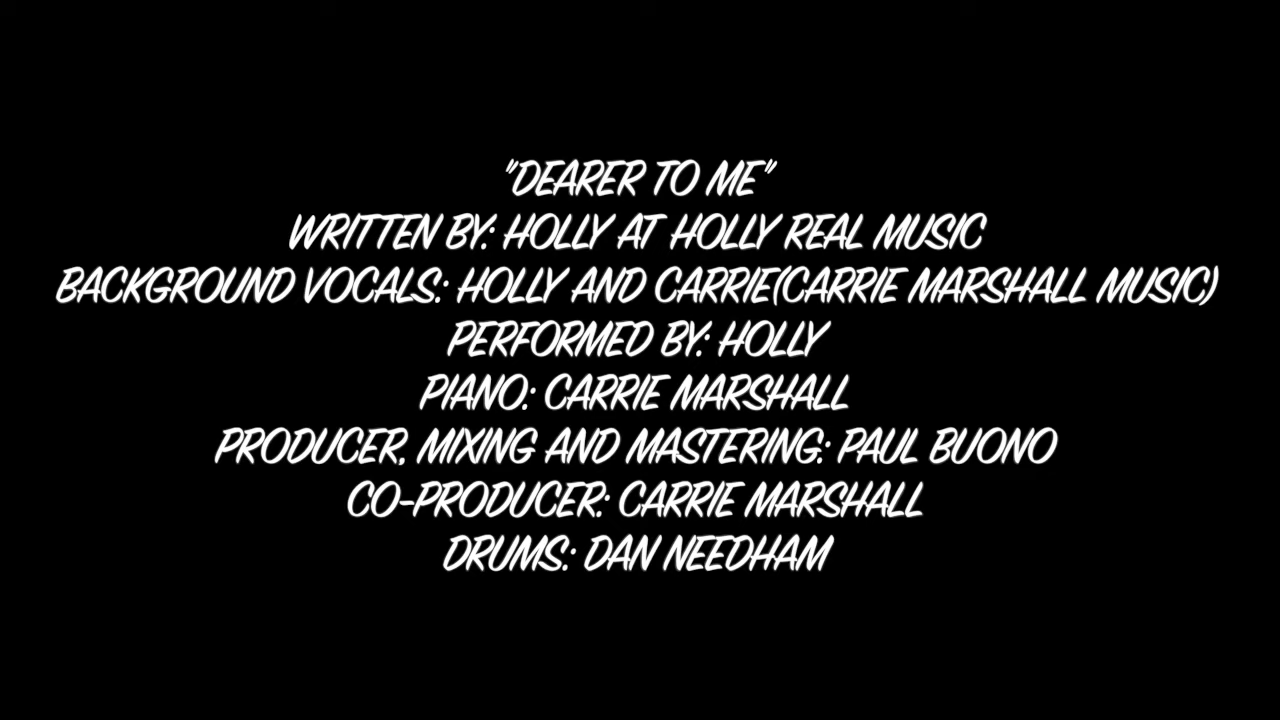 "DEARER TO ME"
WRITTEN BY: HOLLY AT HOLLY REAL MUSIC
BACKGROUND VOCALS: HOLLY AND CARRIE(CARRIE MARSHALL MUSIC)
PERFORMED BY: HOLLY
PIANO: CARRIE MARSHALL
PRODUCER, MIXING AND MASTERING: PAUL BUONO
CO-PRODUCER: CARRIE MARSHALL
DRUMS: DAN NEEDHAM